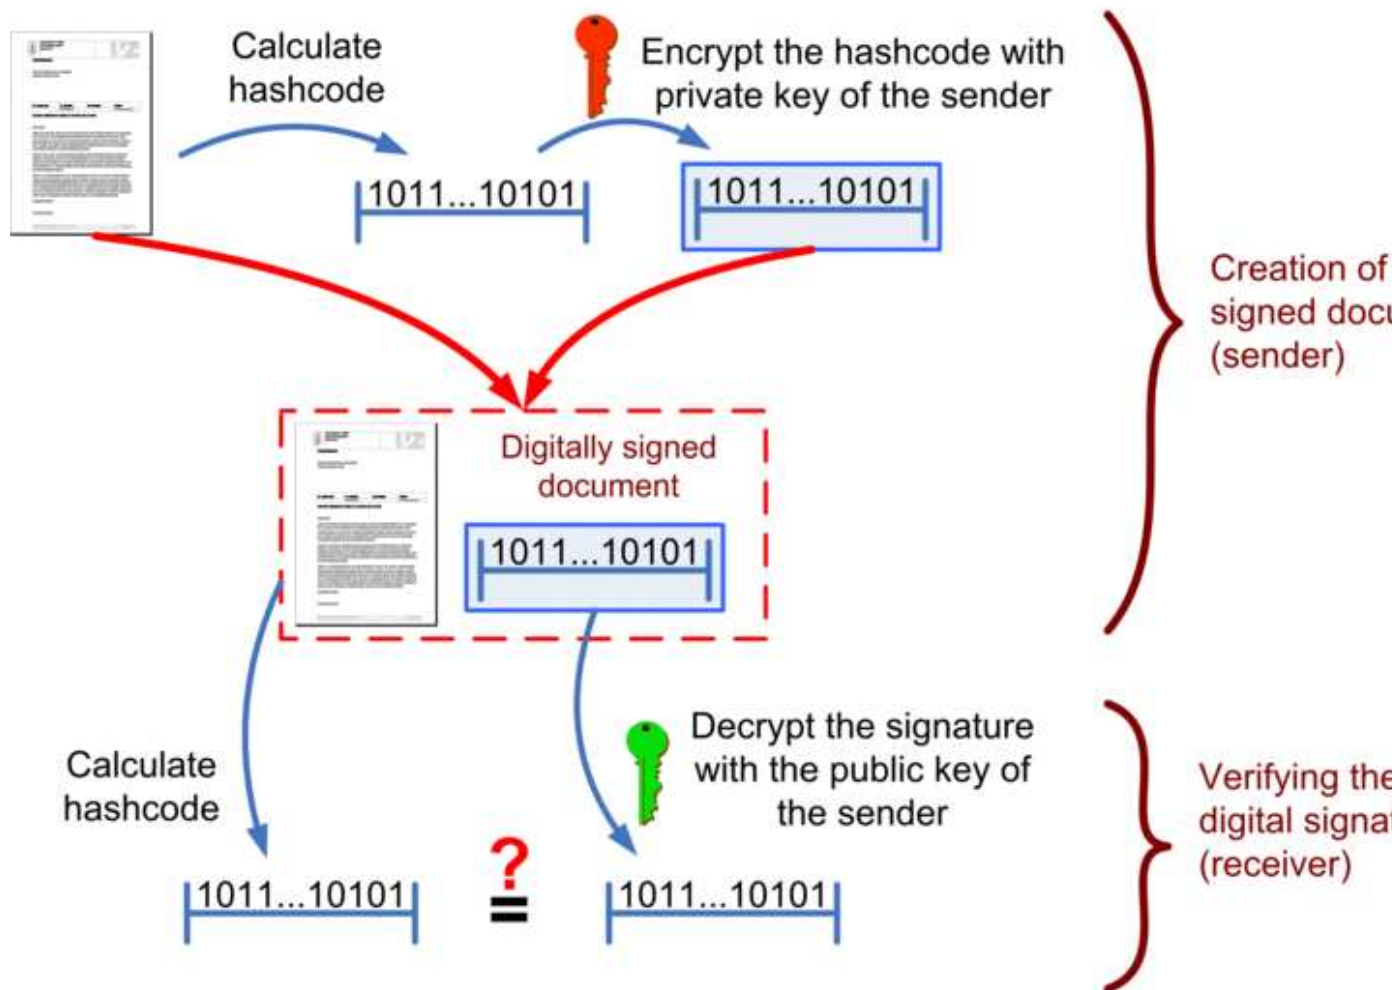 Calculate
hashcode
Encrypt the hashcode with
private key of the sender
1011...10101
1011...10101
Creation of
signed docu
(sender)
Digitally signed
document
1011...10101
Calculate
hashcode
Decrypt the signature
with the public key of
the sender
Verifying the
digital signat
(receiver)
?
=
1011...10101
1011...10101